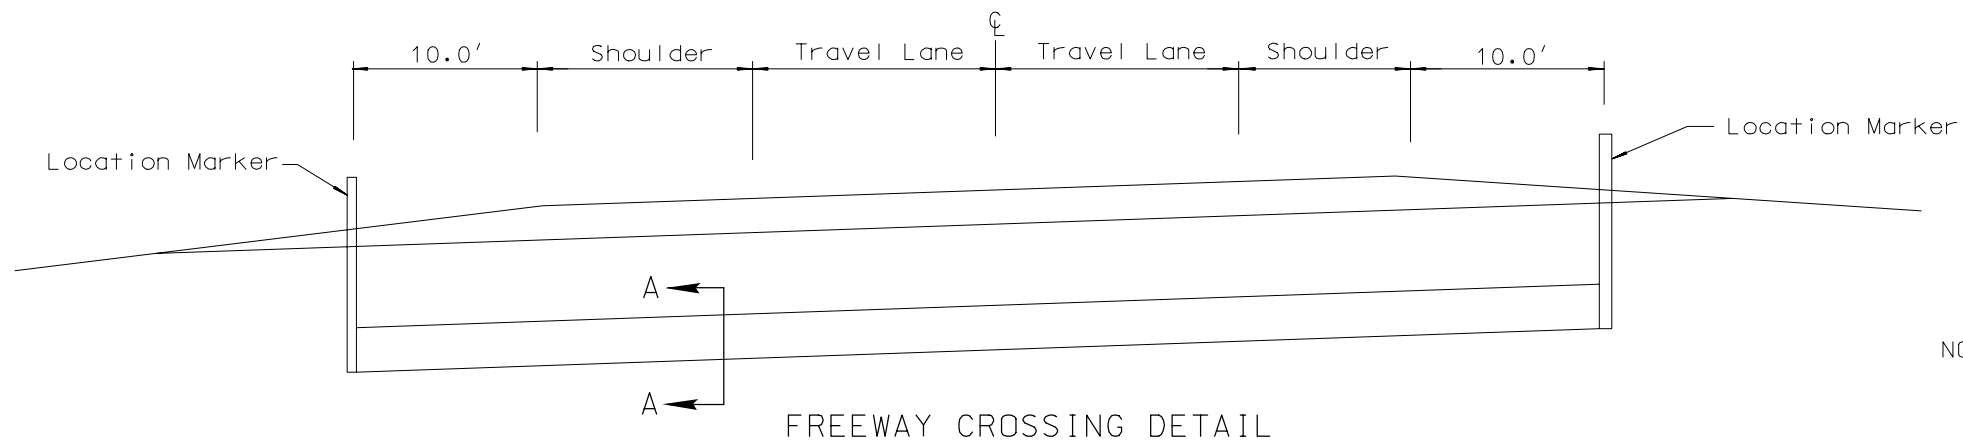 ℄
10.0' Shoulder Travel Lane Travel Lane Shoulder 10.0'
Location Marker
Location Marker
A
A
FREEWAY CROSSING DETAIL